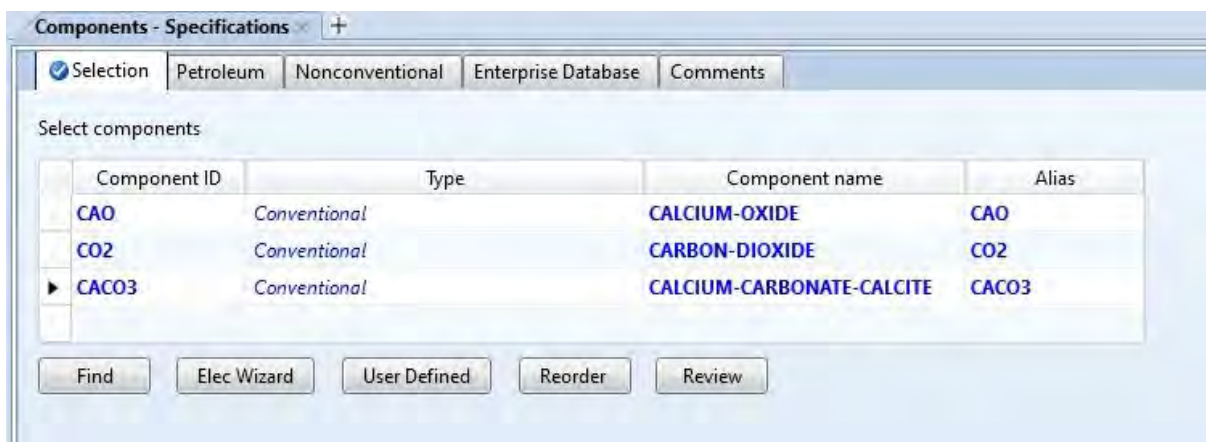 Components - Specifications × +
Selection Petroleum Nonconventional Enterprise Database Comments
Select components
Component ID Type Component name Alias
CAO Conventional CALCIUM-OXIDE CAO
CO2 Conventional CARBON-DIOXIDE CO2
CACO3 Conventional CALCIUM-CARBONATE-CALCITE CACO3
Find Elec Wizard User Defined Reorder Review